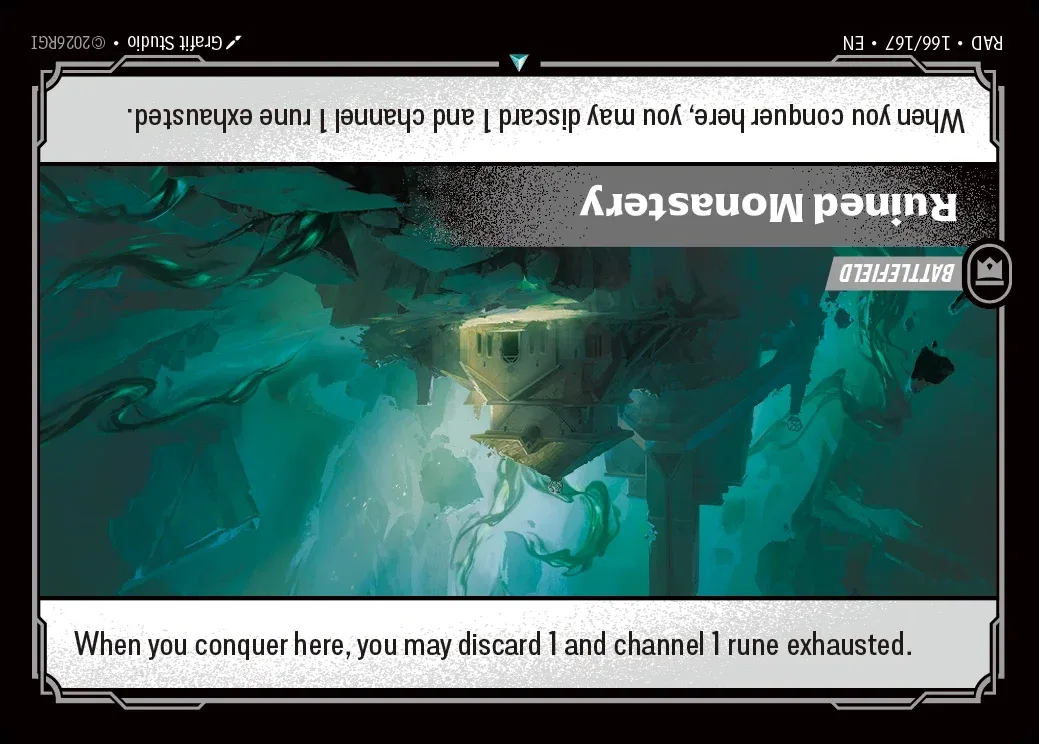 When you conquer here, you may discard 1 and channel 1 rune exhausted.
BATTLEFIELD
Ruined Monastery
When you conquer here, you may discard 1 and channel 1 rune exhausted.
RAD • 166/167 • EN
Grafit Studio • ©2026RGI